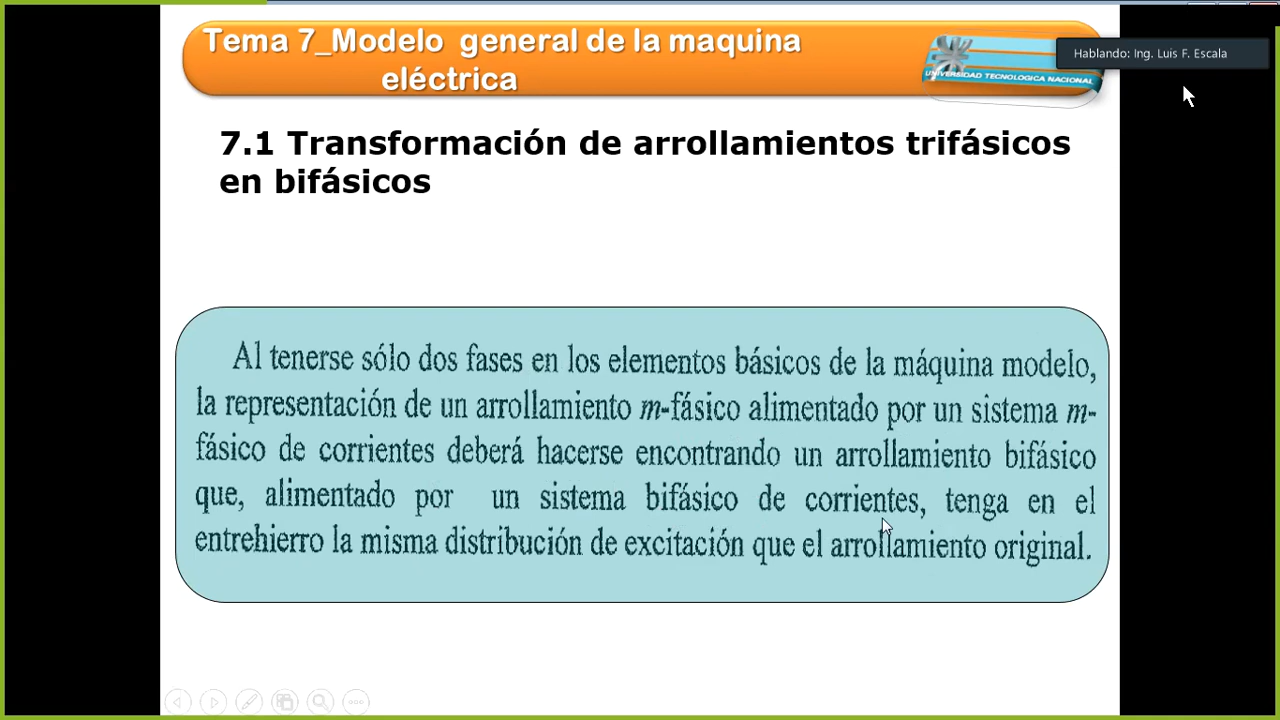 Tema 7_Modelo general de la maquina
eléctrica
UNIVERSIDAD TECNOLOGICA NACIONAL
Hablando: Ing. Luis F. Escala
7.1 Transformación de arrollamientos trifásicos
en bifásicos
Al tenerse sólo dos fases en los elementos básicos de la máquina modelo,
la representación de un arrollamiento m-fásico alimentado por un sistema m-
fásico de corrientes deberá hacerse encontrando un arrollamiento bifásico
que, alimentado por un sistema bifásico de corrientes, tenga en el
entrehierro la misma distribución de excitación que el arrollamiento original.